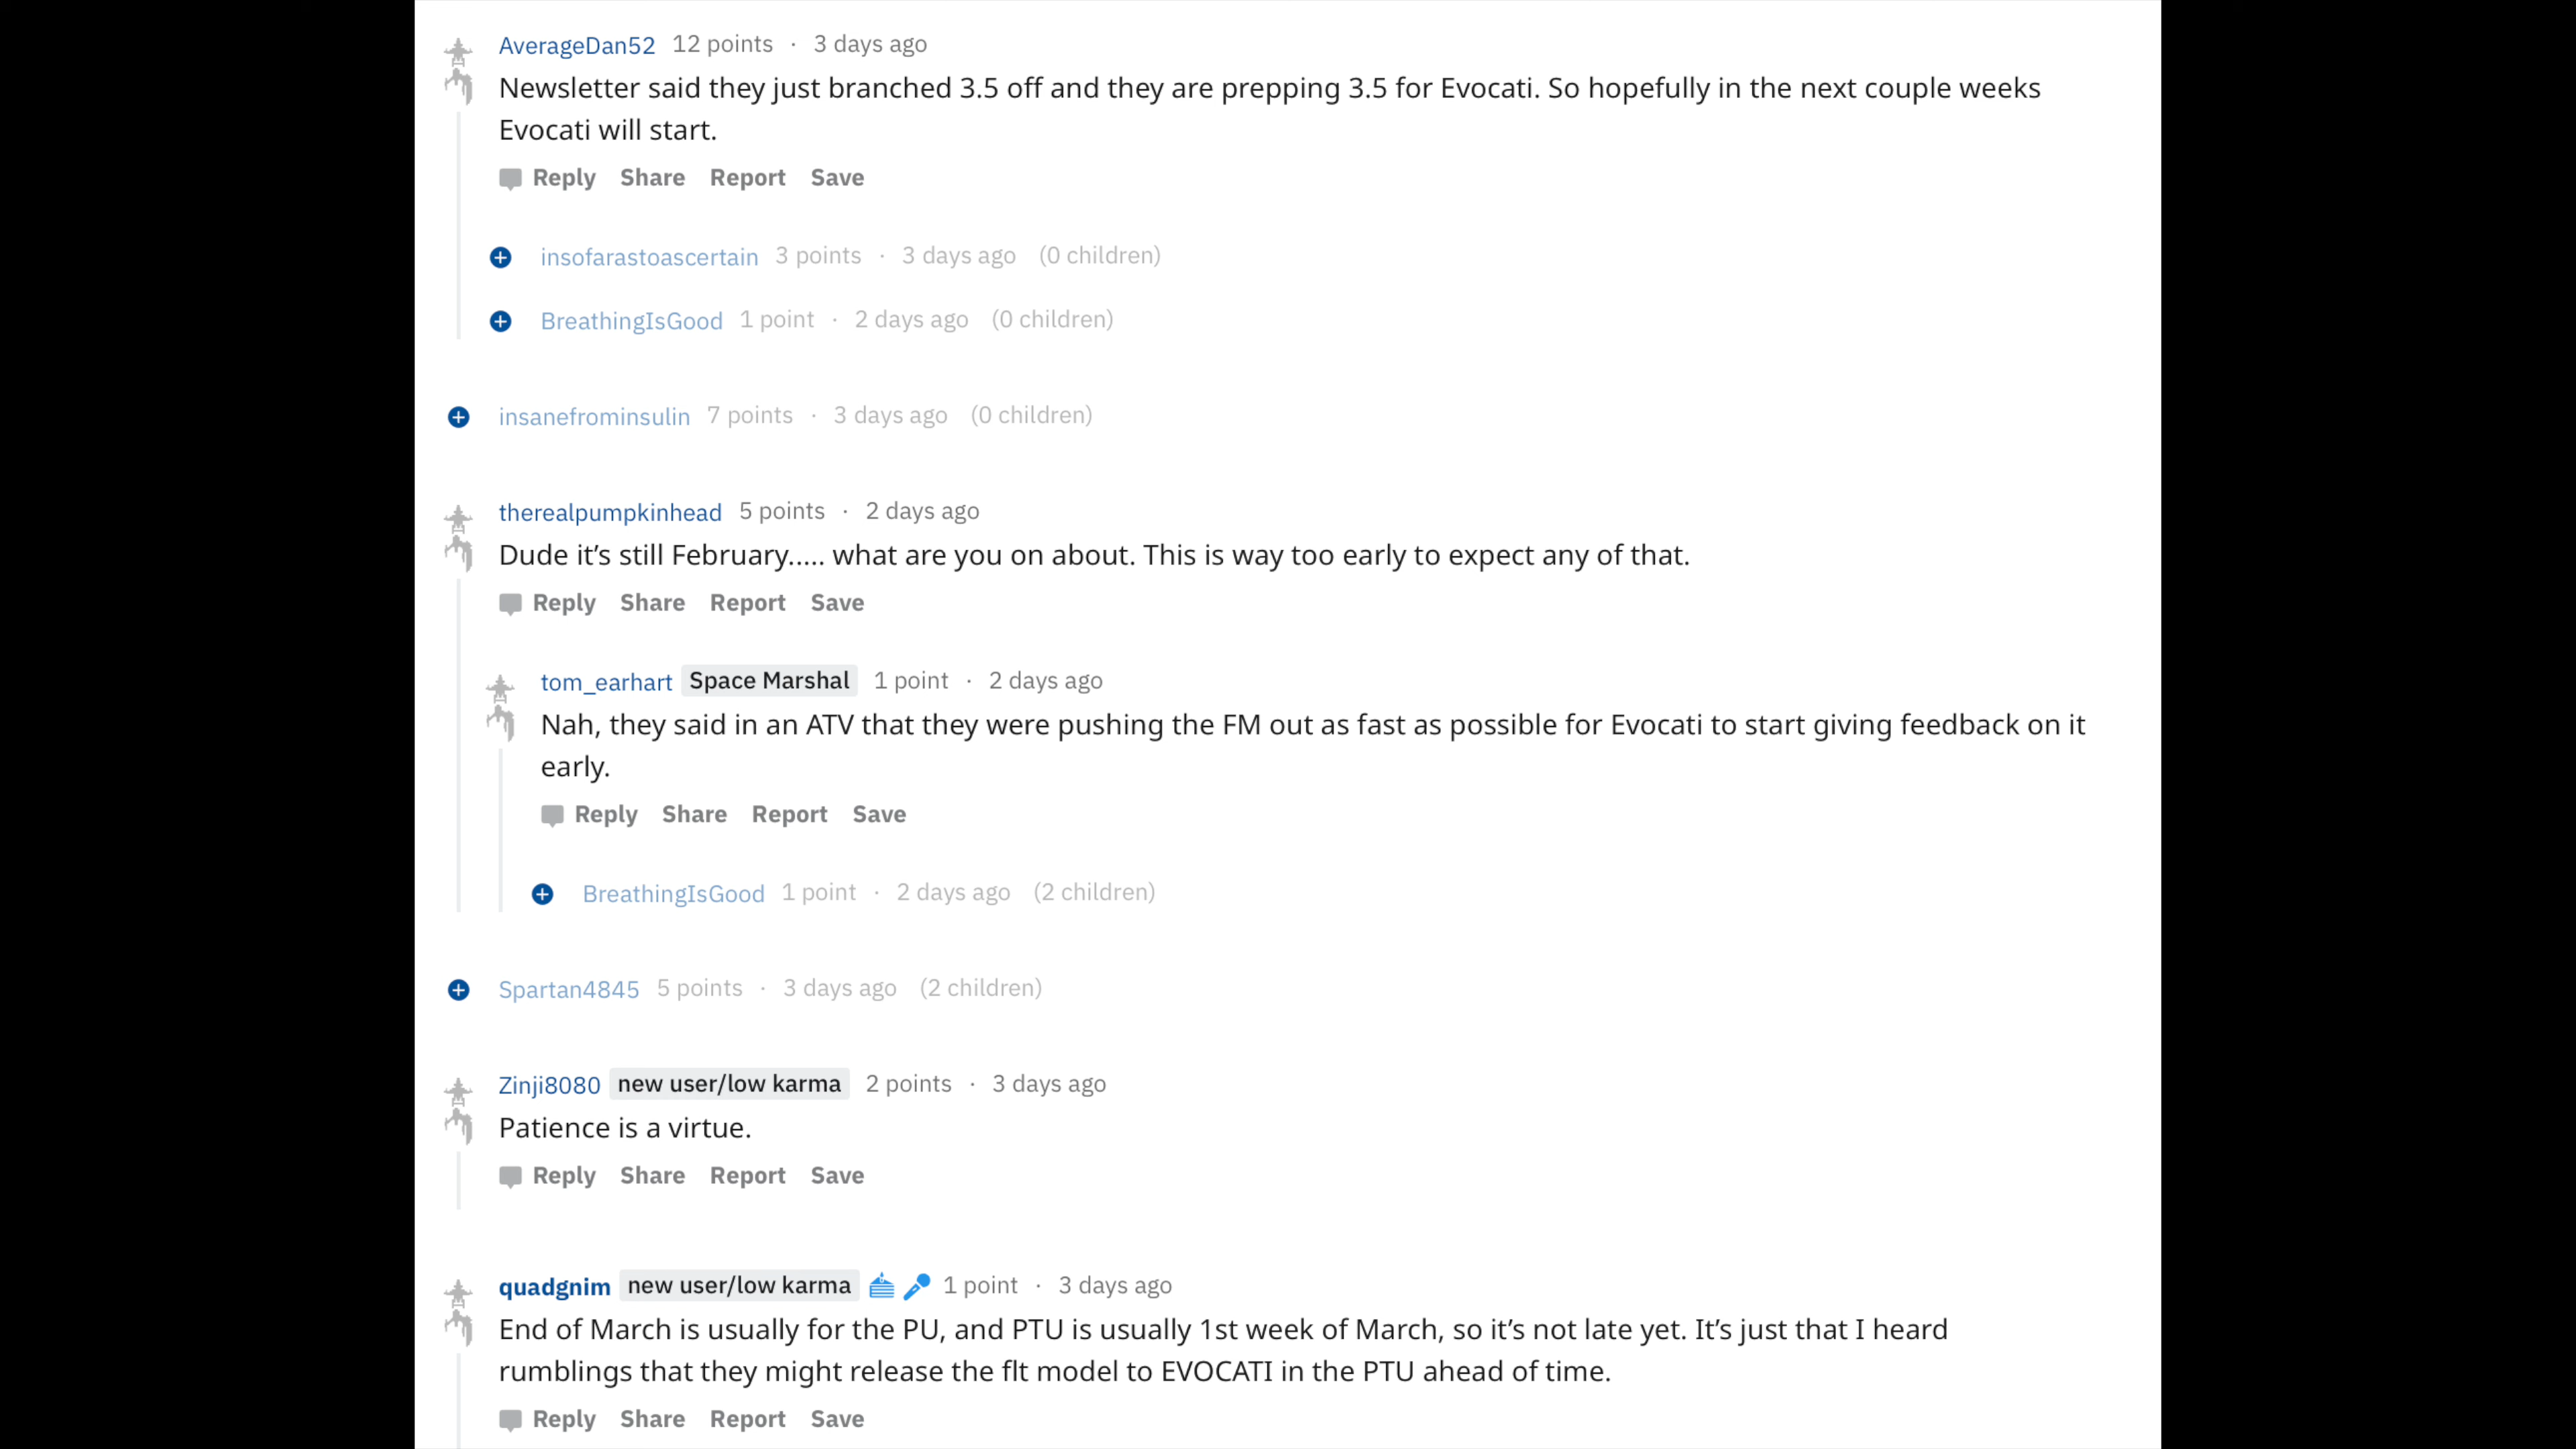 AverageDan52 12 points · 3 days ago
Newsletter said they just branched 3.5 off and they are prepping 3.5 for Evocati. So hopefully in the next couple weeks
Evocati will start.
Reply Share Report Save
insofarastoascertain 3 points · 3 days ago (0 children)
BreathingIsGood 1 point · 2 days ago (0 children)
insanefrominsulin 7 points · 3 days ago (0 children)
therealpumpkinhead 5 points · 2 days ago
Dude it’s still February..... what are you on about. This is way too early to expect any of that.
Reply Share Report Save
tom_earhart Space Marshal 1 point · 2 days ago
Nah, they said in an ATV that they were pushing the FM out as fast as possible for Evocati to start giving feedback on it
early.
Reply Share Report Save
BreathingIsGood 1 point · 2 days ago (2 children)
Spartan4845 5 points · 3 days ago (2 children)
Zinji8080 new user/low karma 2 points · 3 days ago
Patience is a virtue.
Reply Share Report Save
quadgnim new user/low karma 1 point · 3 days ago
End of March is usually for the PU, and PTU is usually 1st week of March, so it’s not late yet. It’s just that I heard
rumblings that they might release the flt model to EVOCATI in the PTU ahead of time.
Reply Share Report Save